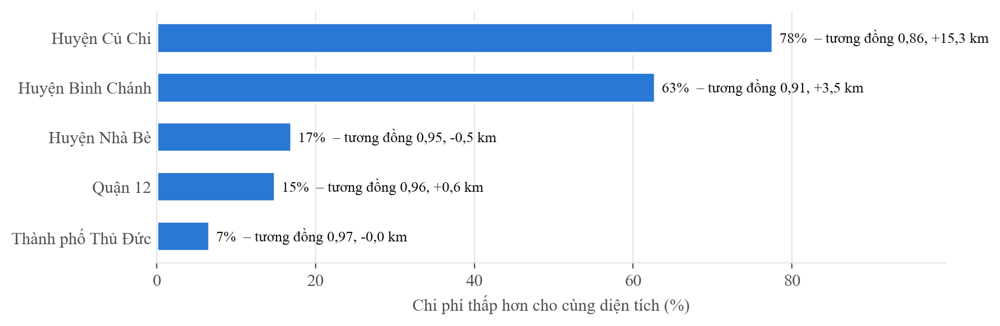 Huyện Củ Chi 78% – tương đồng 0,86, +15,3 km
Huyện Bình Chánh 63% – tương đồng 0,91, +3,5 km
Huyện Nhà Bè 17% – tương đồng 0,95, -0,5 km
Quận 12 15% – tương đồng 0,96, +0,6 km
Thành phố Thủ Đức 7% – tương đồng 0,97, -0,0 km
0 20 40 60 80
Chi phí thấp hơn cho cùng diện tích (%)